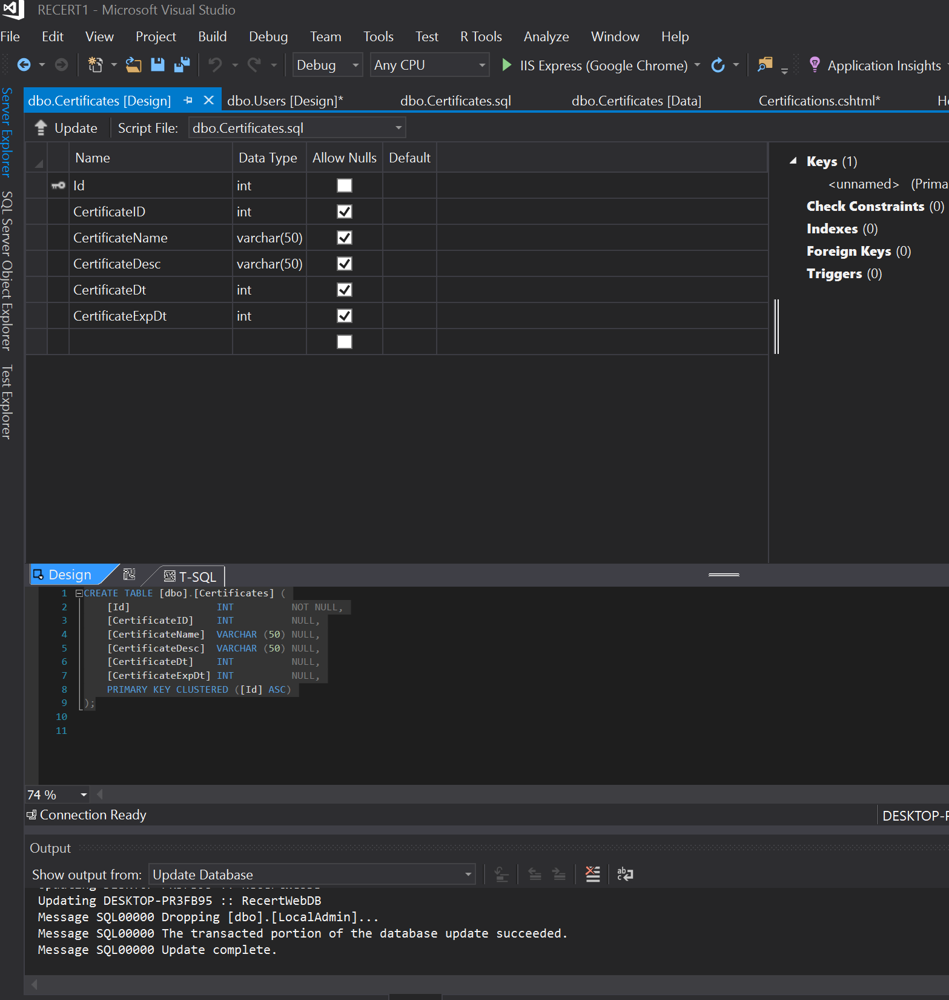 RECERT1 - Microsoft Visual Studio
File Edit View Project Build Debug Team Tools Test R Tools Analyze Window Help
Debug Any CPU IIS Express (Google Chrome) Application Insights
Server Explorer
SQL Server Object Explorer
Test Explorer
dbo.Certificates [Design] dbo.Users [Design]* dbo.Certificates.sql dbo.Certificates [Data] Certifications.cshtml*
Update Script File: dbo.Certificates.sql
Name Data Type Allow Nulls Default
Id int
CertificateID int
CertificateName varchar(50)
CertificateDesc varchar(50)
CertificateDt int
CertificateExpDt int
Keys (1)
<unnamed> (Prima
Check Constraints (0)
Indexes (0)
Foreign Keys (0)
Triggers (0)
Design T-SQL
1 CREATE TABLE [dbo].[Certificates] (
2 [Id] INT NOT NULL,
3 [CertificateID] INT NULL,
4 [CertificateName] VARCHAR (50) NULL,
5 [CertificateDesc] VARCHAR (50) NULL,
6 [CertificateDt] INT NULL,
7 [CertificateExpDt] INT NULL,
8 PRIMARY KEY CLUSTERED ([Id] ASC)
9 );
10
11
74 %
Connection Ready DESKTOP-P
Output
Show output from: Update Database
Updating DESKTOP-PR3FB95 :: RecertWebDB
Message SQL00000 Dropping [dbo].[LocalAdmin]...
Message SQL00000 The transacted portion of the database update succeeded.
Message SQL00000 Update complete.